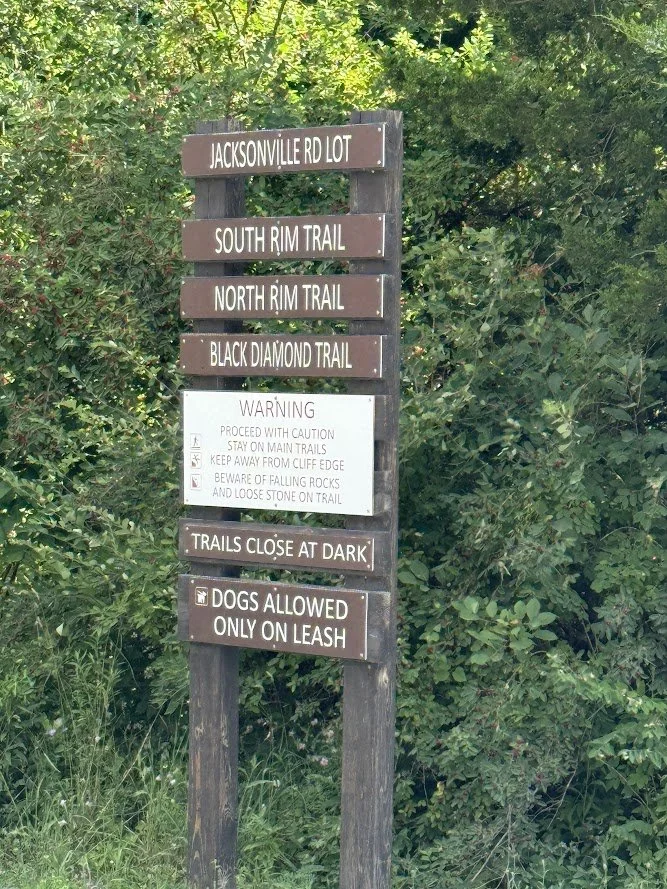 JACKSONVILLE RD LOT
SOUTH RIM TRAIL
NORTH RIM TRAIL
BLACK DIAMOND TRAIL
WARNING
PROCEED WITH CAUTION
STAY ON MAIN TRAILS
KEEP AWAY FROM CLIFF EDGE
BEWARE OF FALLING ROCKS
AND LOOSE STONE ON TRAIL
TRAILS CLOSE AT DARK
DOGS ALLOWED
ONLY ON LEASH